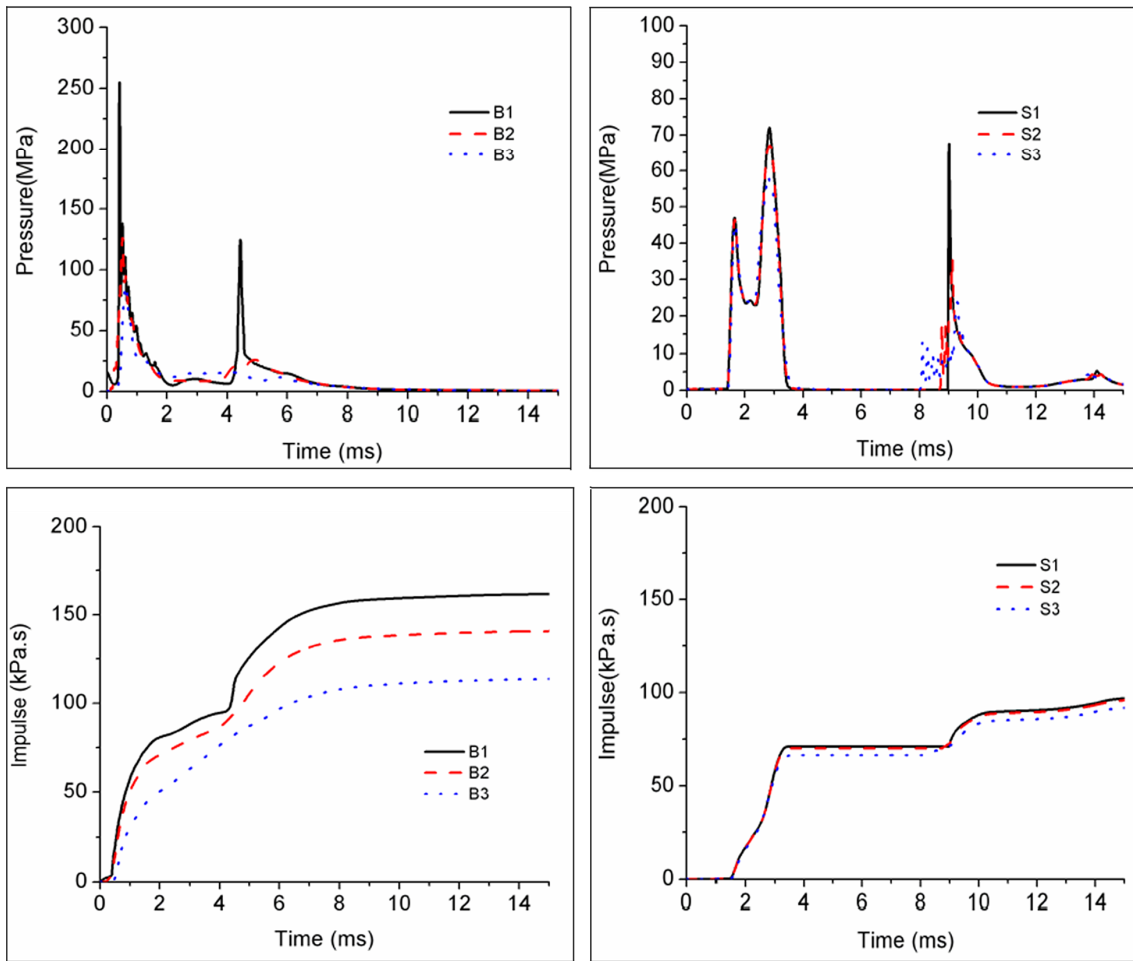 300
250
200
150
100
50
0
Pressure(MPa)
B1
B2
B3
0 2 4 6 8 10 12 14
Time (ms)
100
90
80
70
60
50
40
30
20
10
0
Pressure(MPa)
S1
S2
S3
0 2 4 6 8 10 12 14
Time (ms)
200
150
100
50
0
Impulse (kPa.s)
B1
B2
B3
0 2 4 6 8 10 12 14
Time (ms)
200
150
100
50
0
Impulse(kPa.s)
S1
S2
S3
0 2 4 6 8 10 12 14
Time (ms)